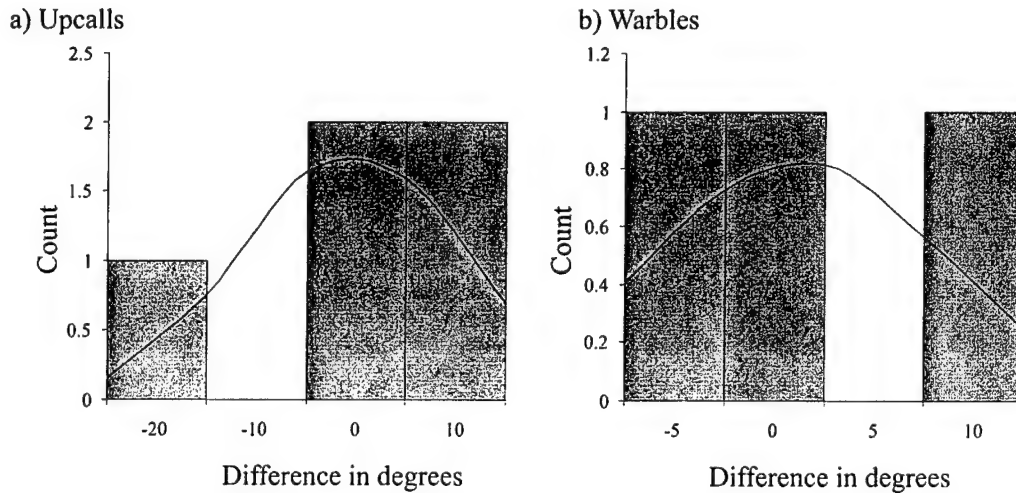 a) Upcalls
2.5
2
1.5
1
0.5
0
Count
-20 -10 0 10
Difference in degrees
b) Warbles
1.2
1
0.8
0.6
0.4
0.2
0
Count
-5 0 5 10
Difference in degrees